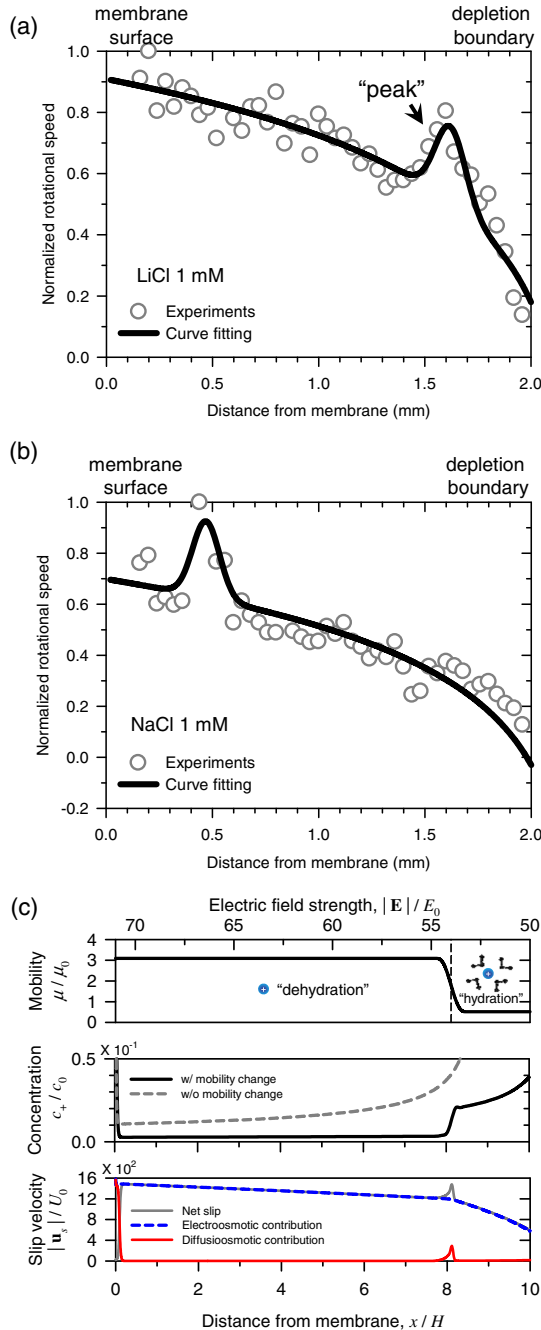 (a)
membrane surface
depletion boundary
Normalized rotational speed
1.0
0.8
0.6
0.4
0.2
0.0
"peak"
LiCl 1 mM
Experiments
Curve fitting
0.0 0.5 1.0 1.5 2.0
Distance from membrane (mm)
(b)
membrane surface
depletion boundary
Normalized rotational speed
1.0
0.8
0.6
0.4
0.2
0.0
-0.2
NaCl 1 mM
Experiments
Curve fitting
0.0 0.5 1.0 1.5 2.0
Distance from membrane (mm)
(c)
Electric field strength, | E | / E0
70 65 60 55 50
Mobility
μ / μ0
4
3
2
1
0
"dehydration"
"hydration"
Concentration
c+ / c0
X 10-1
0.5
0.0
w/ mobility change
w/o mobility change
Slip velocity
| us | / U0
X 102
16
12
8
4
0
Net slip
Electroosmotic contribution
Diffusioosmotic contribution
0 2 4 6 8 10
Distance from membrane, x / H